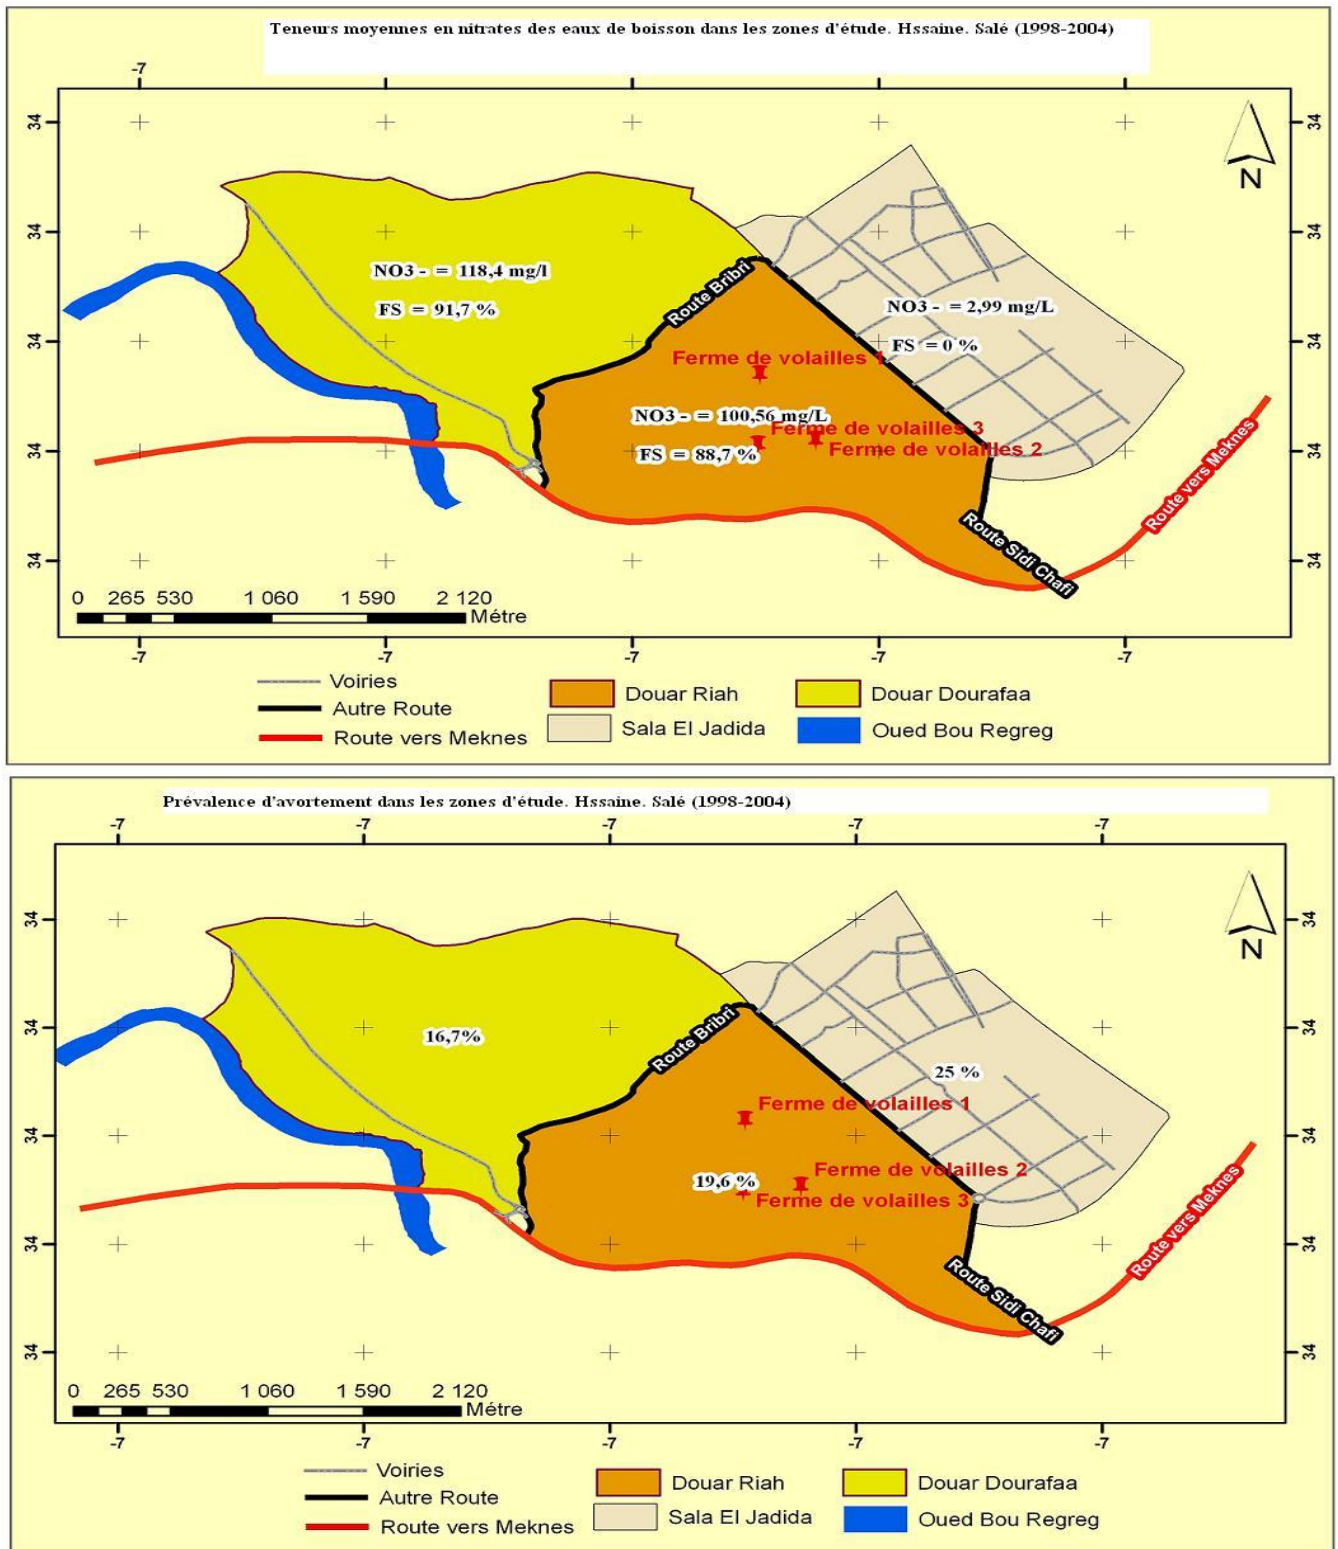 Teneurs moyennes en nitrates des eaux de boisson dans les zones d'étude. Hssaine. Salé (1998-2004)
-7
34
34
NO3 - = 118,4 mg/l
FS = 91,7 %
Route Bribri
NO3 - = 2,99 mg/L
FS = 0 %
34
34
Ferme de volailles 1
NO3 - = 100,56 mg/L
Ferme de volailles 3
FS = 88,7 %
Ferme de volailles 2
34
34
34
34
Route vers Meknes
Route Sidi Chafi
34
34
0 265 530 1 060 1 590 2 120
Métre
-7 -7 -7 -7 -7
Voiries
Autre Route
Route vers Meknes
Douar Riah
Sala El Jadida
Douar Dourafaa
Oued Bou Regreg
N
Prévalence d'avortement dans les zones d'étude. Hssaine. Salé (1998-2004)
-7 -7 -7 -7 -7
34
34
N
34
34
16,7%
Route Bribri
25 %
Ferme de volailles 1
34
34
Ferme de volailles 2
19,6 %
Ferme de volailles 3
34
34
Route vers Meknes
Route Sidi Chafi
34
34
0 265 530 1 060 1 590 2 120
Métre
-7 -7 -7 -7 -7
Voiries
Autre Route
Route vers Meknes
Douar Riah
Sala El Jadida
Douar Dourafaa
Oued Bou Regreg